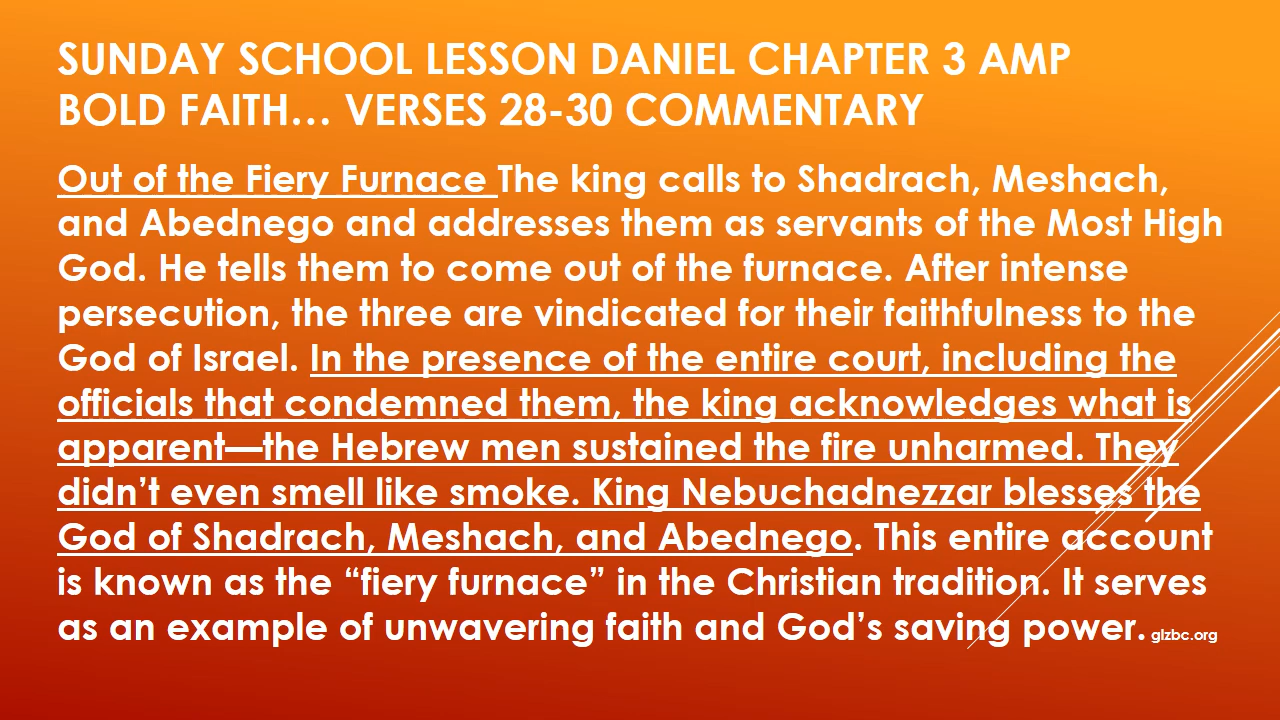 SUNDAY SCHOOL LESSON DANIEL CHAPTER 3 AMP
BOLD FAITH… VERSES 28-30 COMMENTARY
Out of the Fiery Furnace The king calls to Shadrach, Meshach,
and Abednego and addresses them as servants of the Most High
God. He tells them to come out of the furnace. After intense
persecution, the three are vindicated for their faithfulness to the
God of Israel. In the presence of the entire court, including the
officials that condemned them, the king acknowledges what is
apparent—the Hebrew men sustained the fire unharmed. They
didn’t even smell like smoke. King Nebuchadnezzar blesses the
God of Shadrach, Meshach, and Abednego. This entire account
is known as the “fiery furnace” in the Christian tradition. It serves
as an example of unwavering faith and God’s saving power. glzbc.org